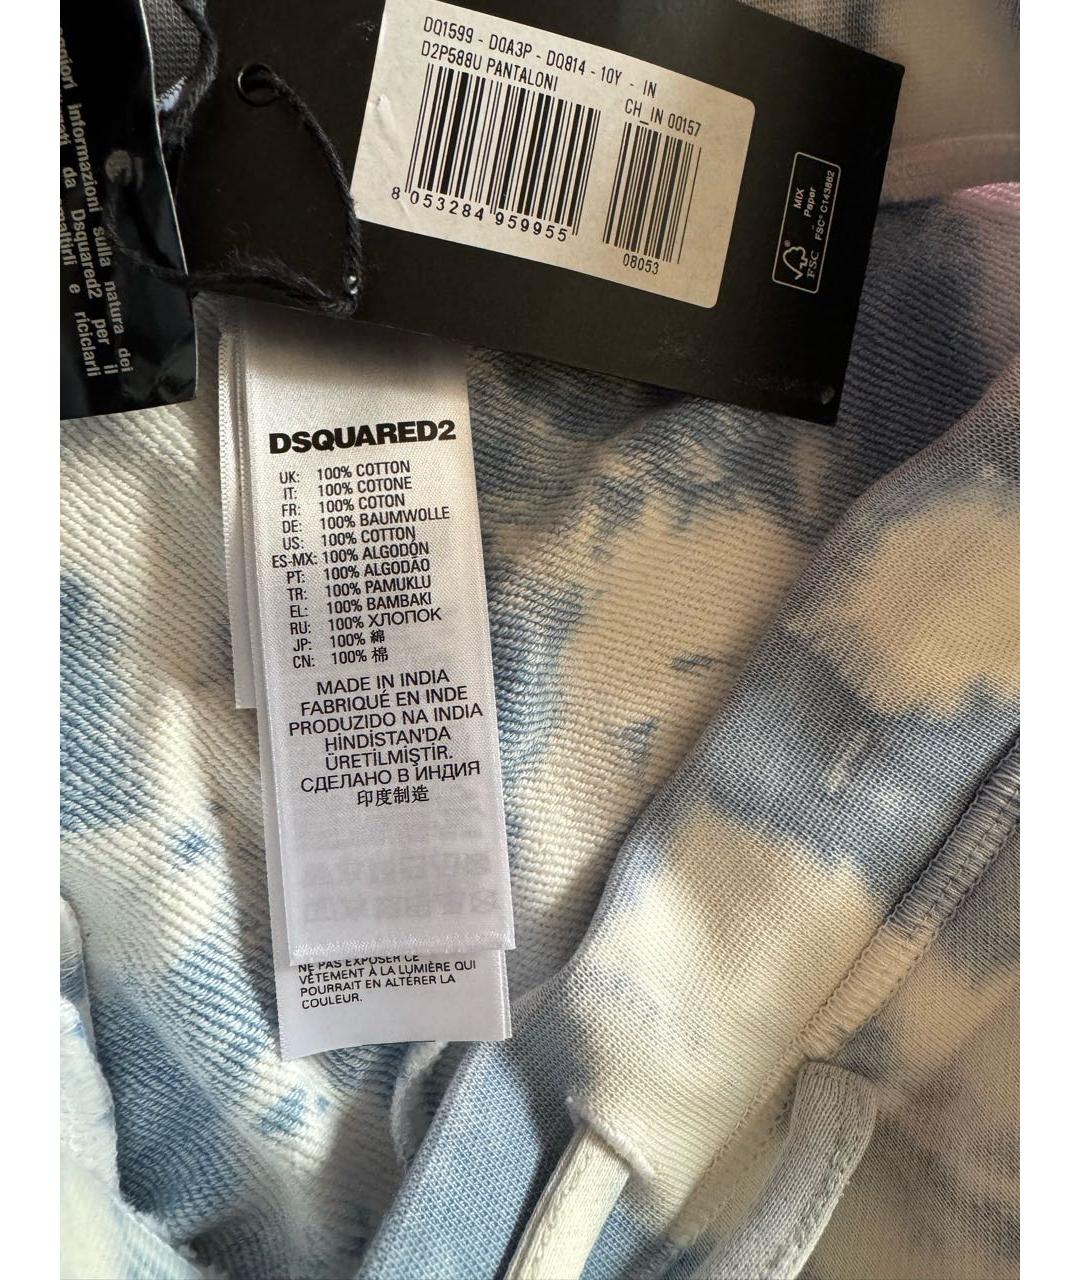 DQ1599 - D0A3P - DQ814 - 10Y - IN
D2P588U PANTALONI
CH_IN 00157
8 053284 959955
08053
MIX
Paper
FSC® C143862
FSC
informazioni sulla natura dei
da Dsquared2 per il
e riciclarli
DSQUARED2
UK: 100% COTTON
IT: 100% COTONE
FR: 100% COTON
DE: 100% BAUMWOLLE
US: 100% COTTON
ES-MX: 100% ALGODÓN
PT: 100% ALGODÃO
TR: 100% PAMUKLU
EL: 100% BAMBAKI
RU: 100% ХЛОПОК
JP: 100% 綿
CN: 100% 棉
MADE IN INDIA
FABRIQUÉ EN INDE
PRODUZIDO NA INDIA
HİNDİSTAN'DA
ÜRETİLMİŞTİR.
СДЕЛАНО В ИНДИЯ
印度制造
NE PAS EXPOSER CE
VÊTEMENT À LA LUMIÈRE QUI
POURRAIT EN ALTÉRER LA
COULEUR.